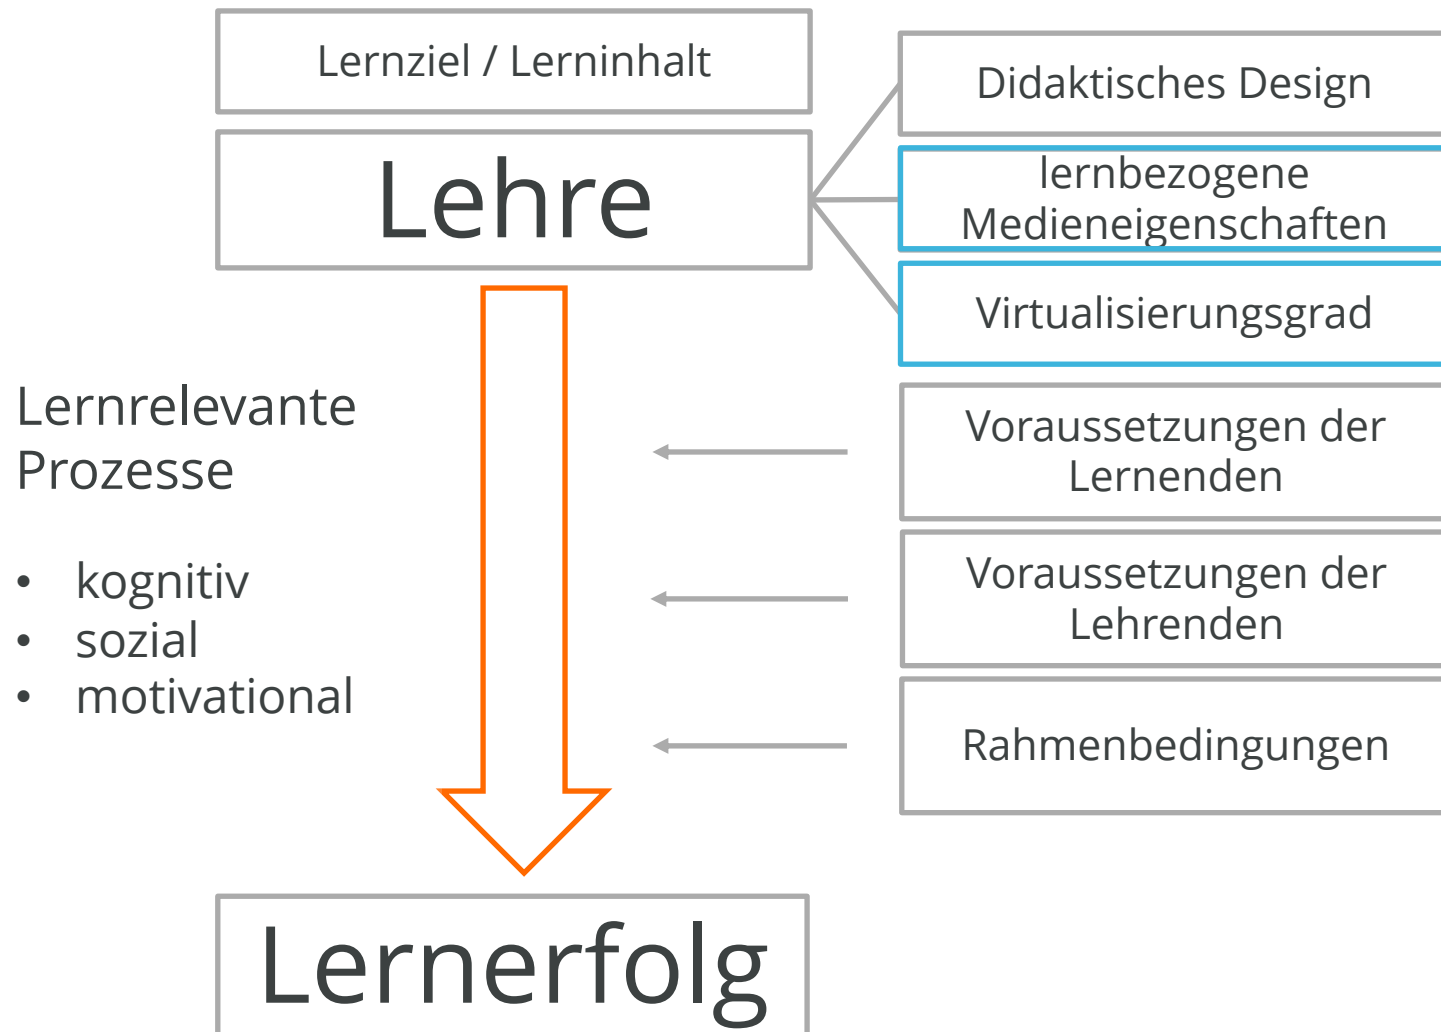 Lernziel / Lerninhalt
Lehre
Didaktisches Design
lernbezogene
Medieneigenschaften
Virtualisierungsgrad
Lernrelevante
Prozesse
• kognitiv
• sozial
• motivational
Voraussetzungen der
Lernenden
Voraussetzungen der
Lehrenden
Rahmenbedingungen
Lernerfolg